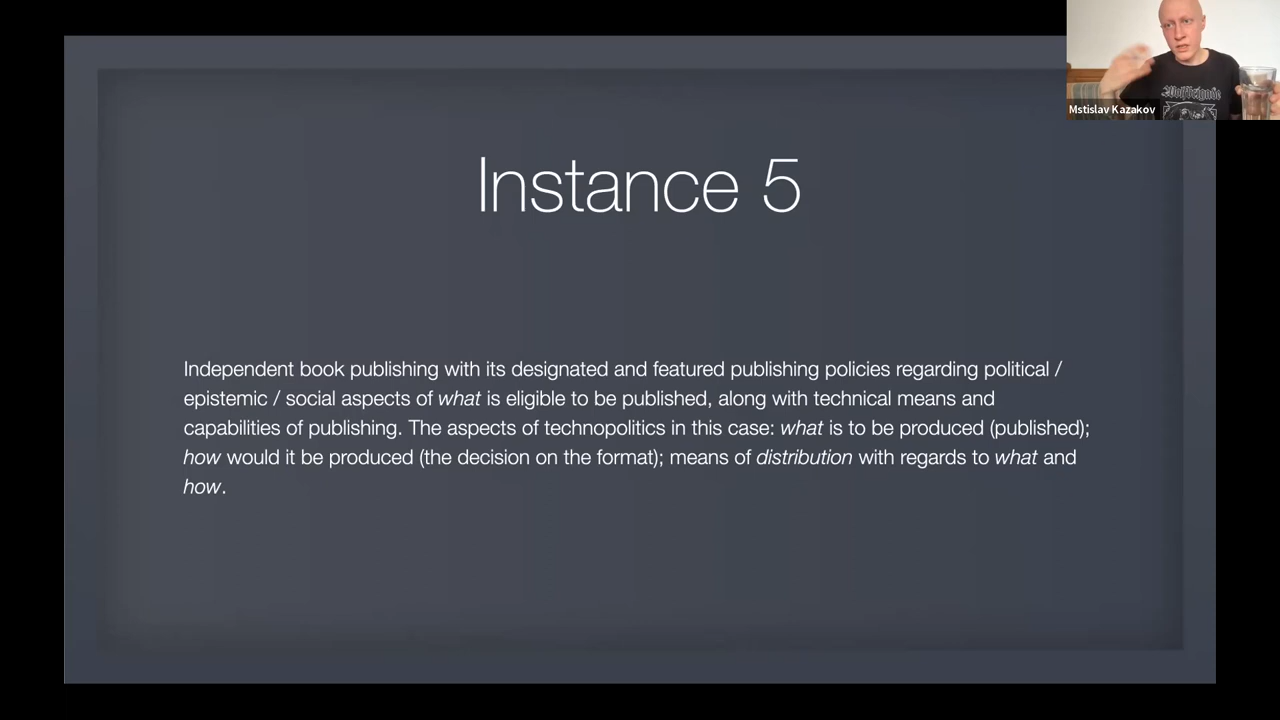 Wolfbrigade
Mstislav Kazakov
Instance 5
Independent book publishing with its designated and featured publishing policies regarding political /
epistemic / social aspects of what is eligible to be published, along with technical means and
capabilities of publishing. The aspects of technopolitics in this case: what is to be produced (published);
how would it be produced (the decision on the format); means of distribution with regards to what and
how.